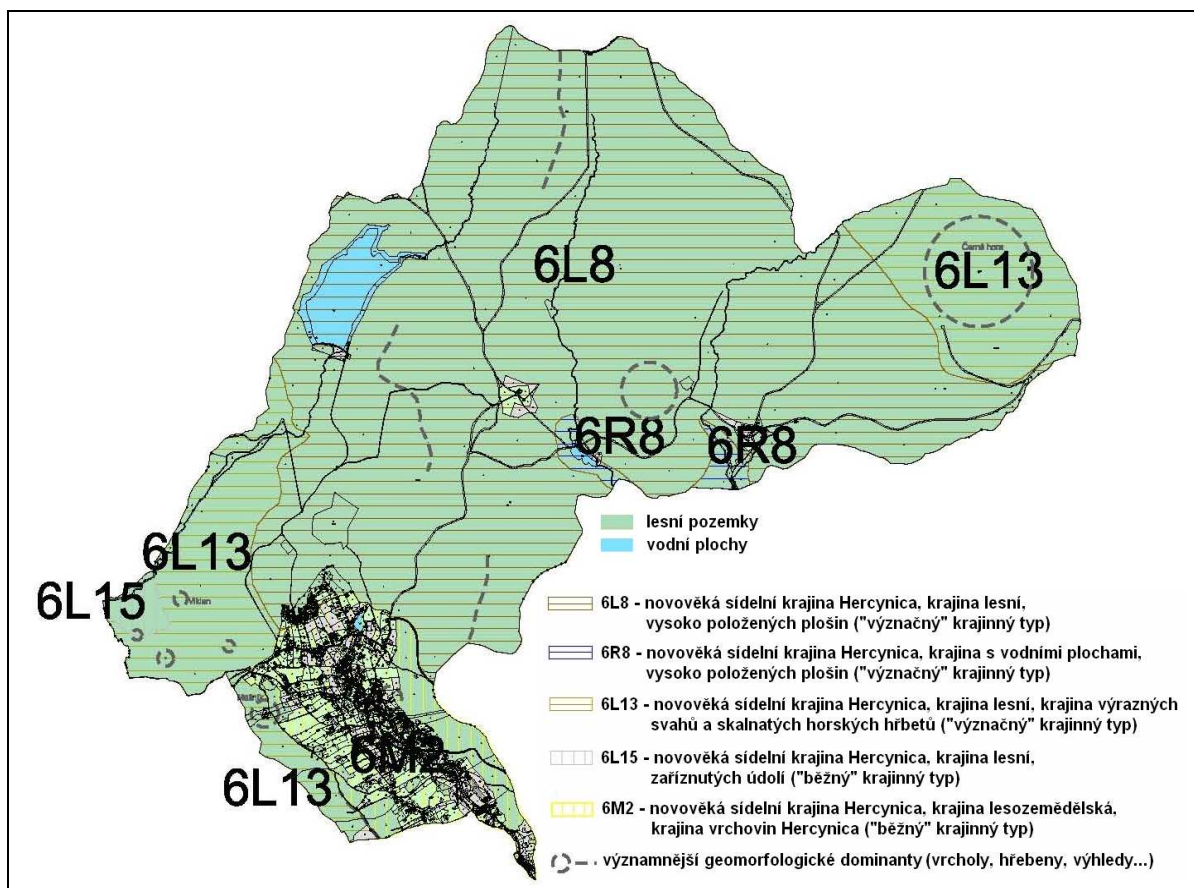 6L8
Černá hora
6L13
6R8
6R8
6L13
6L15
6M2
6L13
lesní pozemky
vodní plochy
6L8 - novověká sídelní krajina Hercynica, krajina lesní,
vysoko položených plošin ("význačný" krajinný typ)
6R8 - novověká sídelní krajina Hercynica, krajina s vodními plochami,
vysoko položených plošin ("význačný" krajinný typ)
6L13 - novověká sídelní krajina Hercynica, krajina lesní, krajina výrazných
svahů a skalnatých horských hřbetů ("význačný" krajinný typ)
6L15 - novověká sídelní krajina Hercynica, krajina lesní,
zaříznutých údolí ("běžný" krajinný typ)
6M2 - novověká sídelní krajina Hercynica, krajina lesozemědělská,
krajina vrchovin Hercynica ("běžný" krajinný typ)
významnější geomorfologické dominanty (vrcholy, hřebeny, výhledy...)